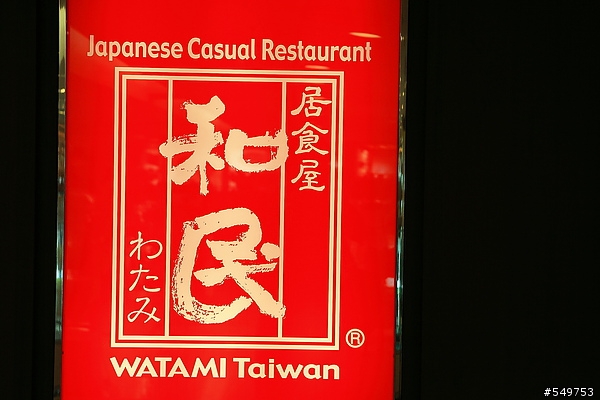 Japanese Casual Restaurant
居食屋
和民
わたみ
®
WATAMI Taiwan
#549753